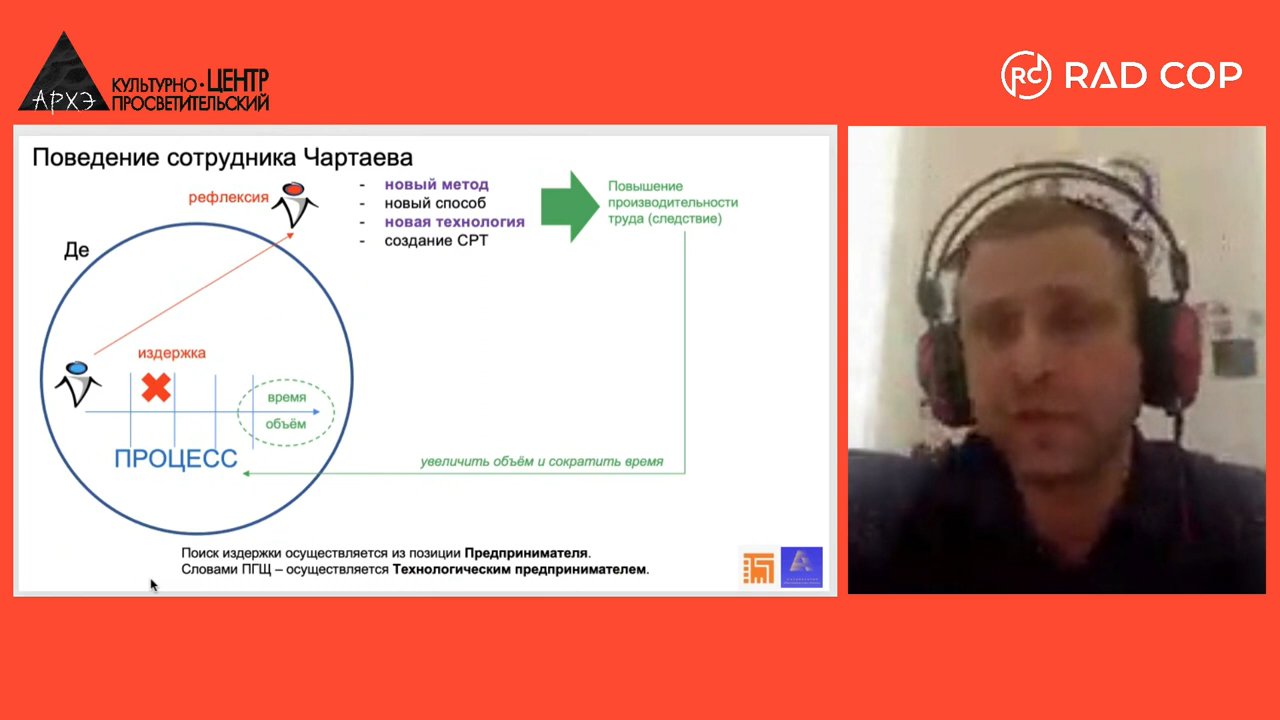 АРХЭ
КУЛЬТУРНО-ЦЕНТР
ПРОСВЕТИТЕЛЬСКИЙ
RC RAD COP
Поведение сотрудника Чартаева
рефлексия
- новый метод
- новый способ
- новая технология
- создание СРТ
Повышение
производительности
труда (следствие)
Де
издержка
время
объём
ПРОЦЕСС
увеличить объём и сократить время
Поиск издержки осуществляется из позиции Предпринимателя.
Словами ПГЩ – осуществляется Технологическим предпринимателем.